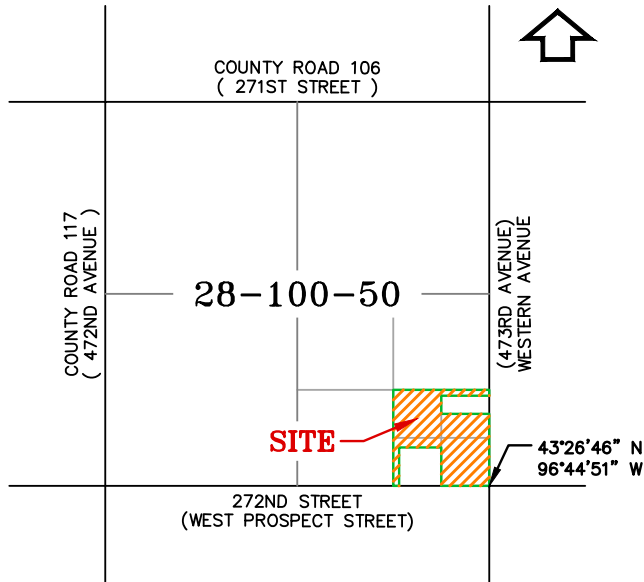 COUNTY ROAD 106
( 271ST STREET )
COUNTY ROAD 117
( 472ND AVENUE )
28-100-50
(473RD AVENUE)
WESTERN AVENUE
SITE
43°26'46" N
96°44'51" W
272ND STREET
(WEST PROSPECT STREET)